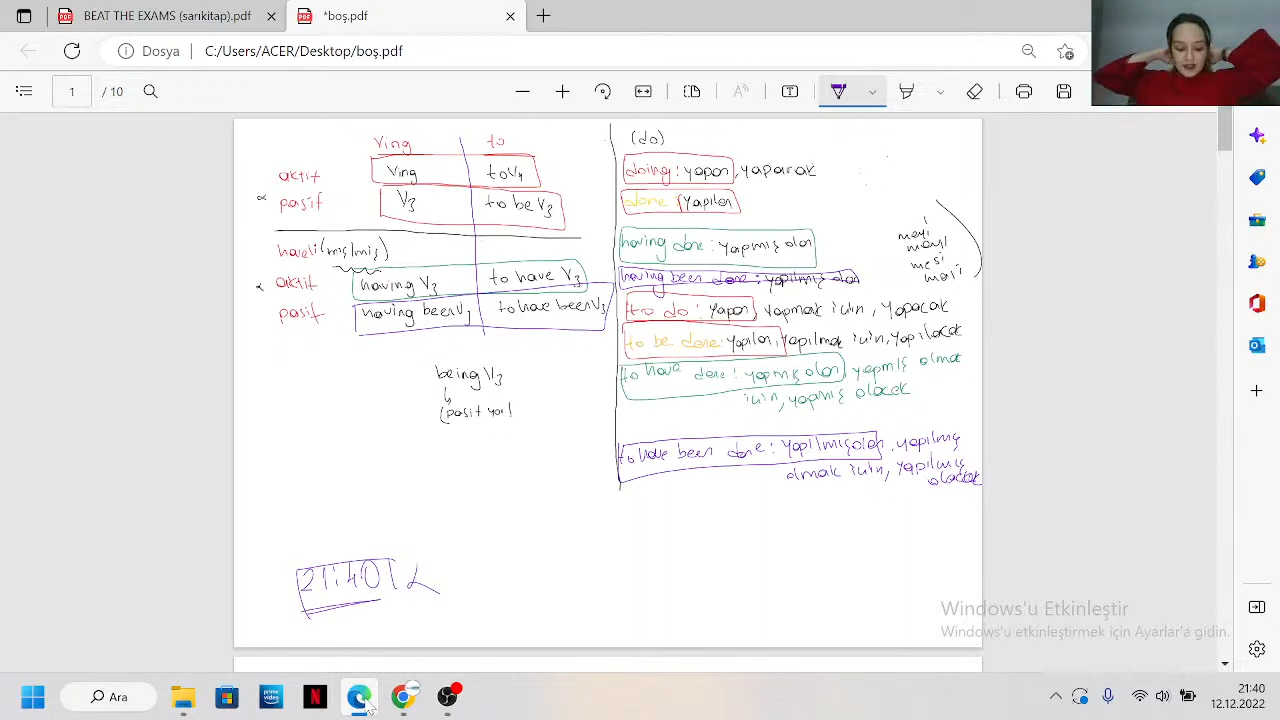 BEAT THE EXAMS (sarıkitap).pdf
*boş.pdf
Dosya
C:/Users/ACER/Desktop/boş.pdf
1 / 10
Ving to
aktif Ving to V1
pasif V3 to be V3
haveli (mış/miş)
aktif having V3 to have V3
pasif having been V3 to have been V3
being V3
(pasif
21:40
(do)
doing: yapan, yaparak
done: yapılan
having done: yapmış olan
having been done: yapılmış olan
to do: yapan, yapmak için, yapacak
to be done: yapılan, yapılmak için, yapılacak
to have done: yapmış olan, yapmış olmak
için, yapmış olacak
to have been done: yapılmış olan, yapılmış
olmak için, yapılmış
olacak
Windows'u Etkinleştir
Windows'u etkinleştirmek için Ayarlar'a gidin.
Ara
prime video
N
21:40
12.12.2022